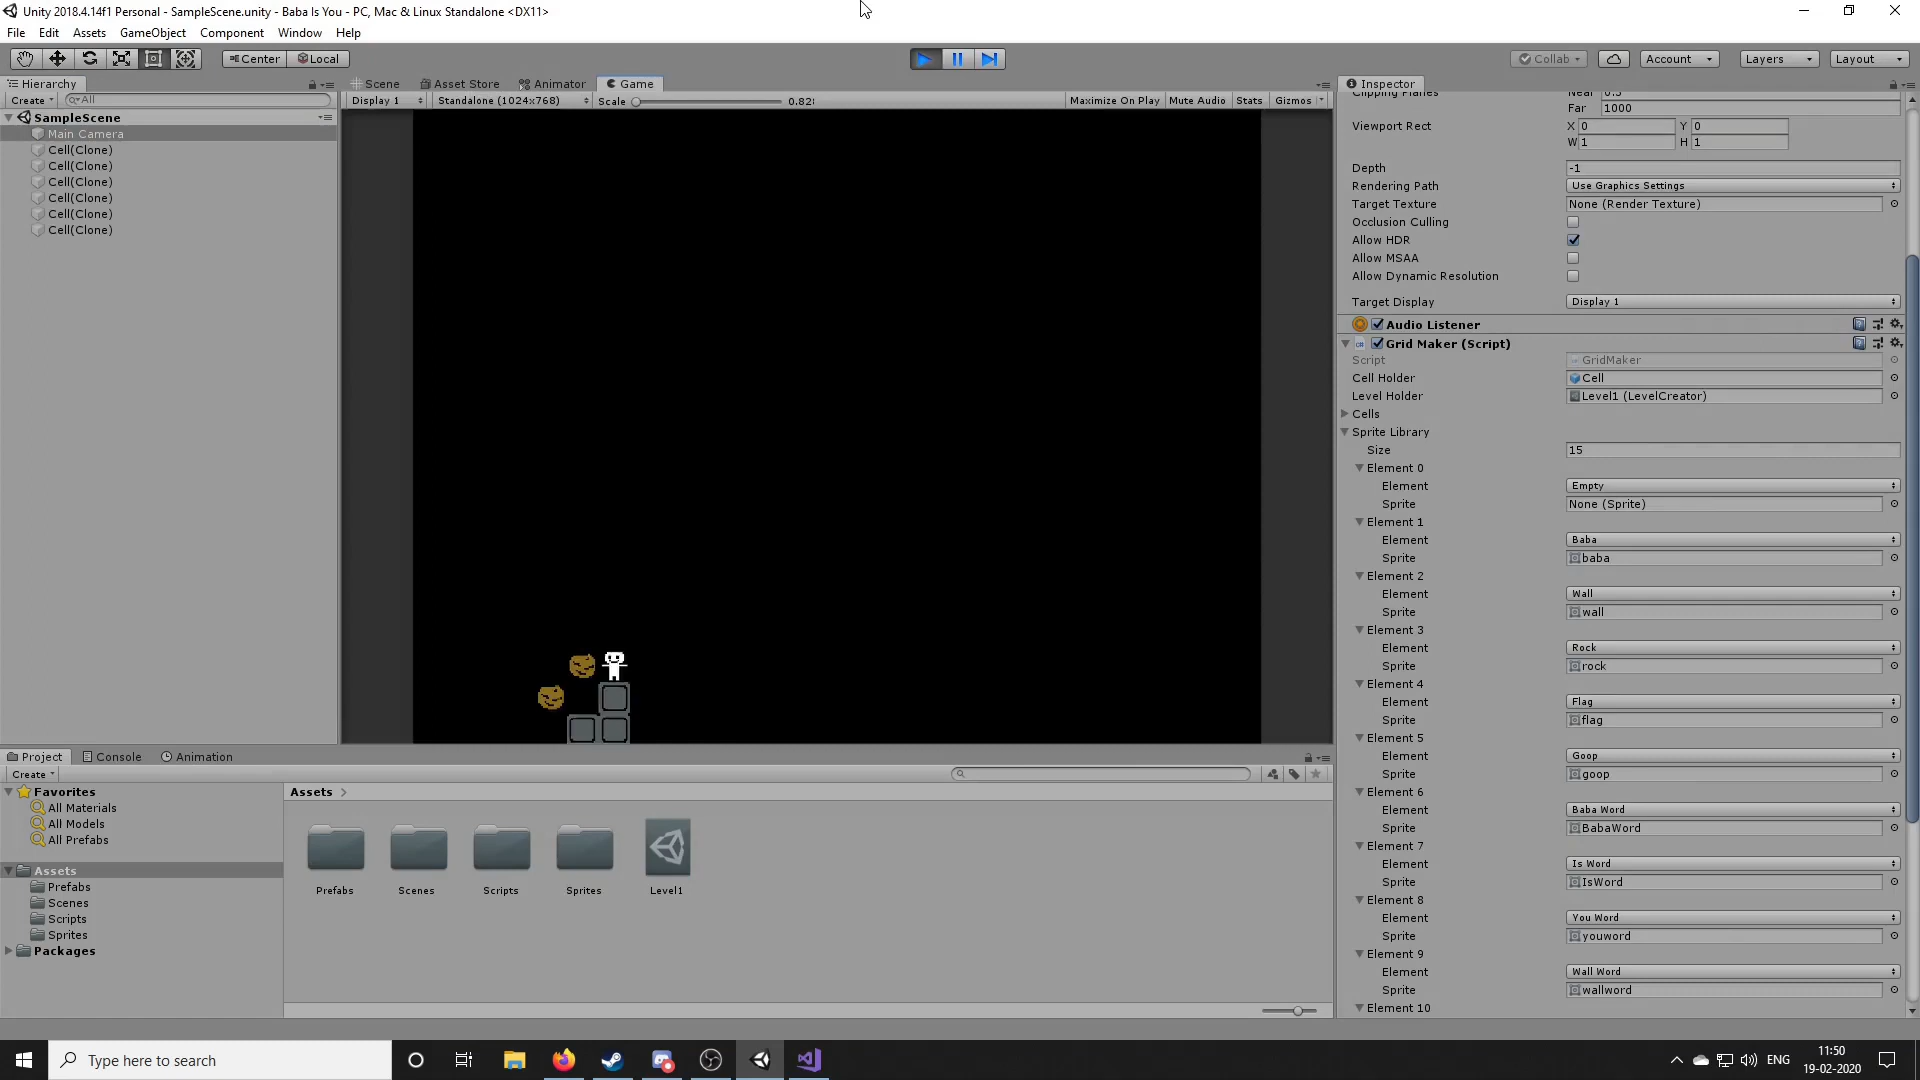 Unity 2018.4.14f1 Personal - SampleScene.unity - Baba Is You - PC, Mac & Linux Standalone <DX11>
File Edit Assets GameObject Component Window Help
Center Local Collab Account Layers Layout
Hierarchy Scene Asset Store Animator Game Inspector
Create All Display 1 Standalone (1024x768) Scale 0.82 Maximize On Play Mute Audio Stats Gizmos
SampleScene
Main Camera
Cell(Clone)
Cell(Clone)
Cell(Clone)
Cell(Clone)
Cell(Clone)
Cell(Clone)
Far 1000
Viewport Rect X 0 Y 0
W 1 H 1
Depth -1
Rendering Path Use Graphics Settings
Target Texture None (Render Texture)
Occlusion Culling
Allow HDR
Allow MSAA
Allow Dynamic Resolution
Target Display Display 1
Audio Listener
Grid Maker (Script)
Script GridMaker
Cell Holder Cell
Level Holder Level1 (LevelCreator)
Cells
Sprite Library
Size 15
Element 0
Element Empty
Sprite None (Sprite)
Element 1
Element Baba
Sprite baba
Element 2
Element Wall
Sprite wall
Element 3
Element Rock
Sprite rock
Element 4
Element Flag
Sprite flag
Element 5
Element Goop
Sprite goop
Element 6
Element Baba Word
Sprite BabaWord
Element 7
Element Is Word
Sprite IsWord
Element 8
Element You Word
Sprite youword
Element 9
Element Wall Word
Sprite wallword
Element 10
Project Console Animation
Create
Favorites
All Materials
All Models
All Prefabs
Assets
Prefabs
Scenes
Scripts
Sprites
Packages
Assets
Prefabs Scenes Scripts Sprites Level1
Type here to search
ENG
11:50
19-02-2020